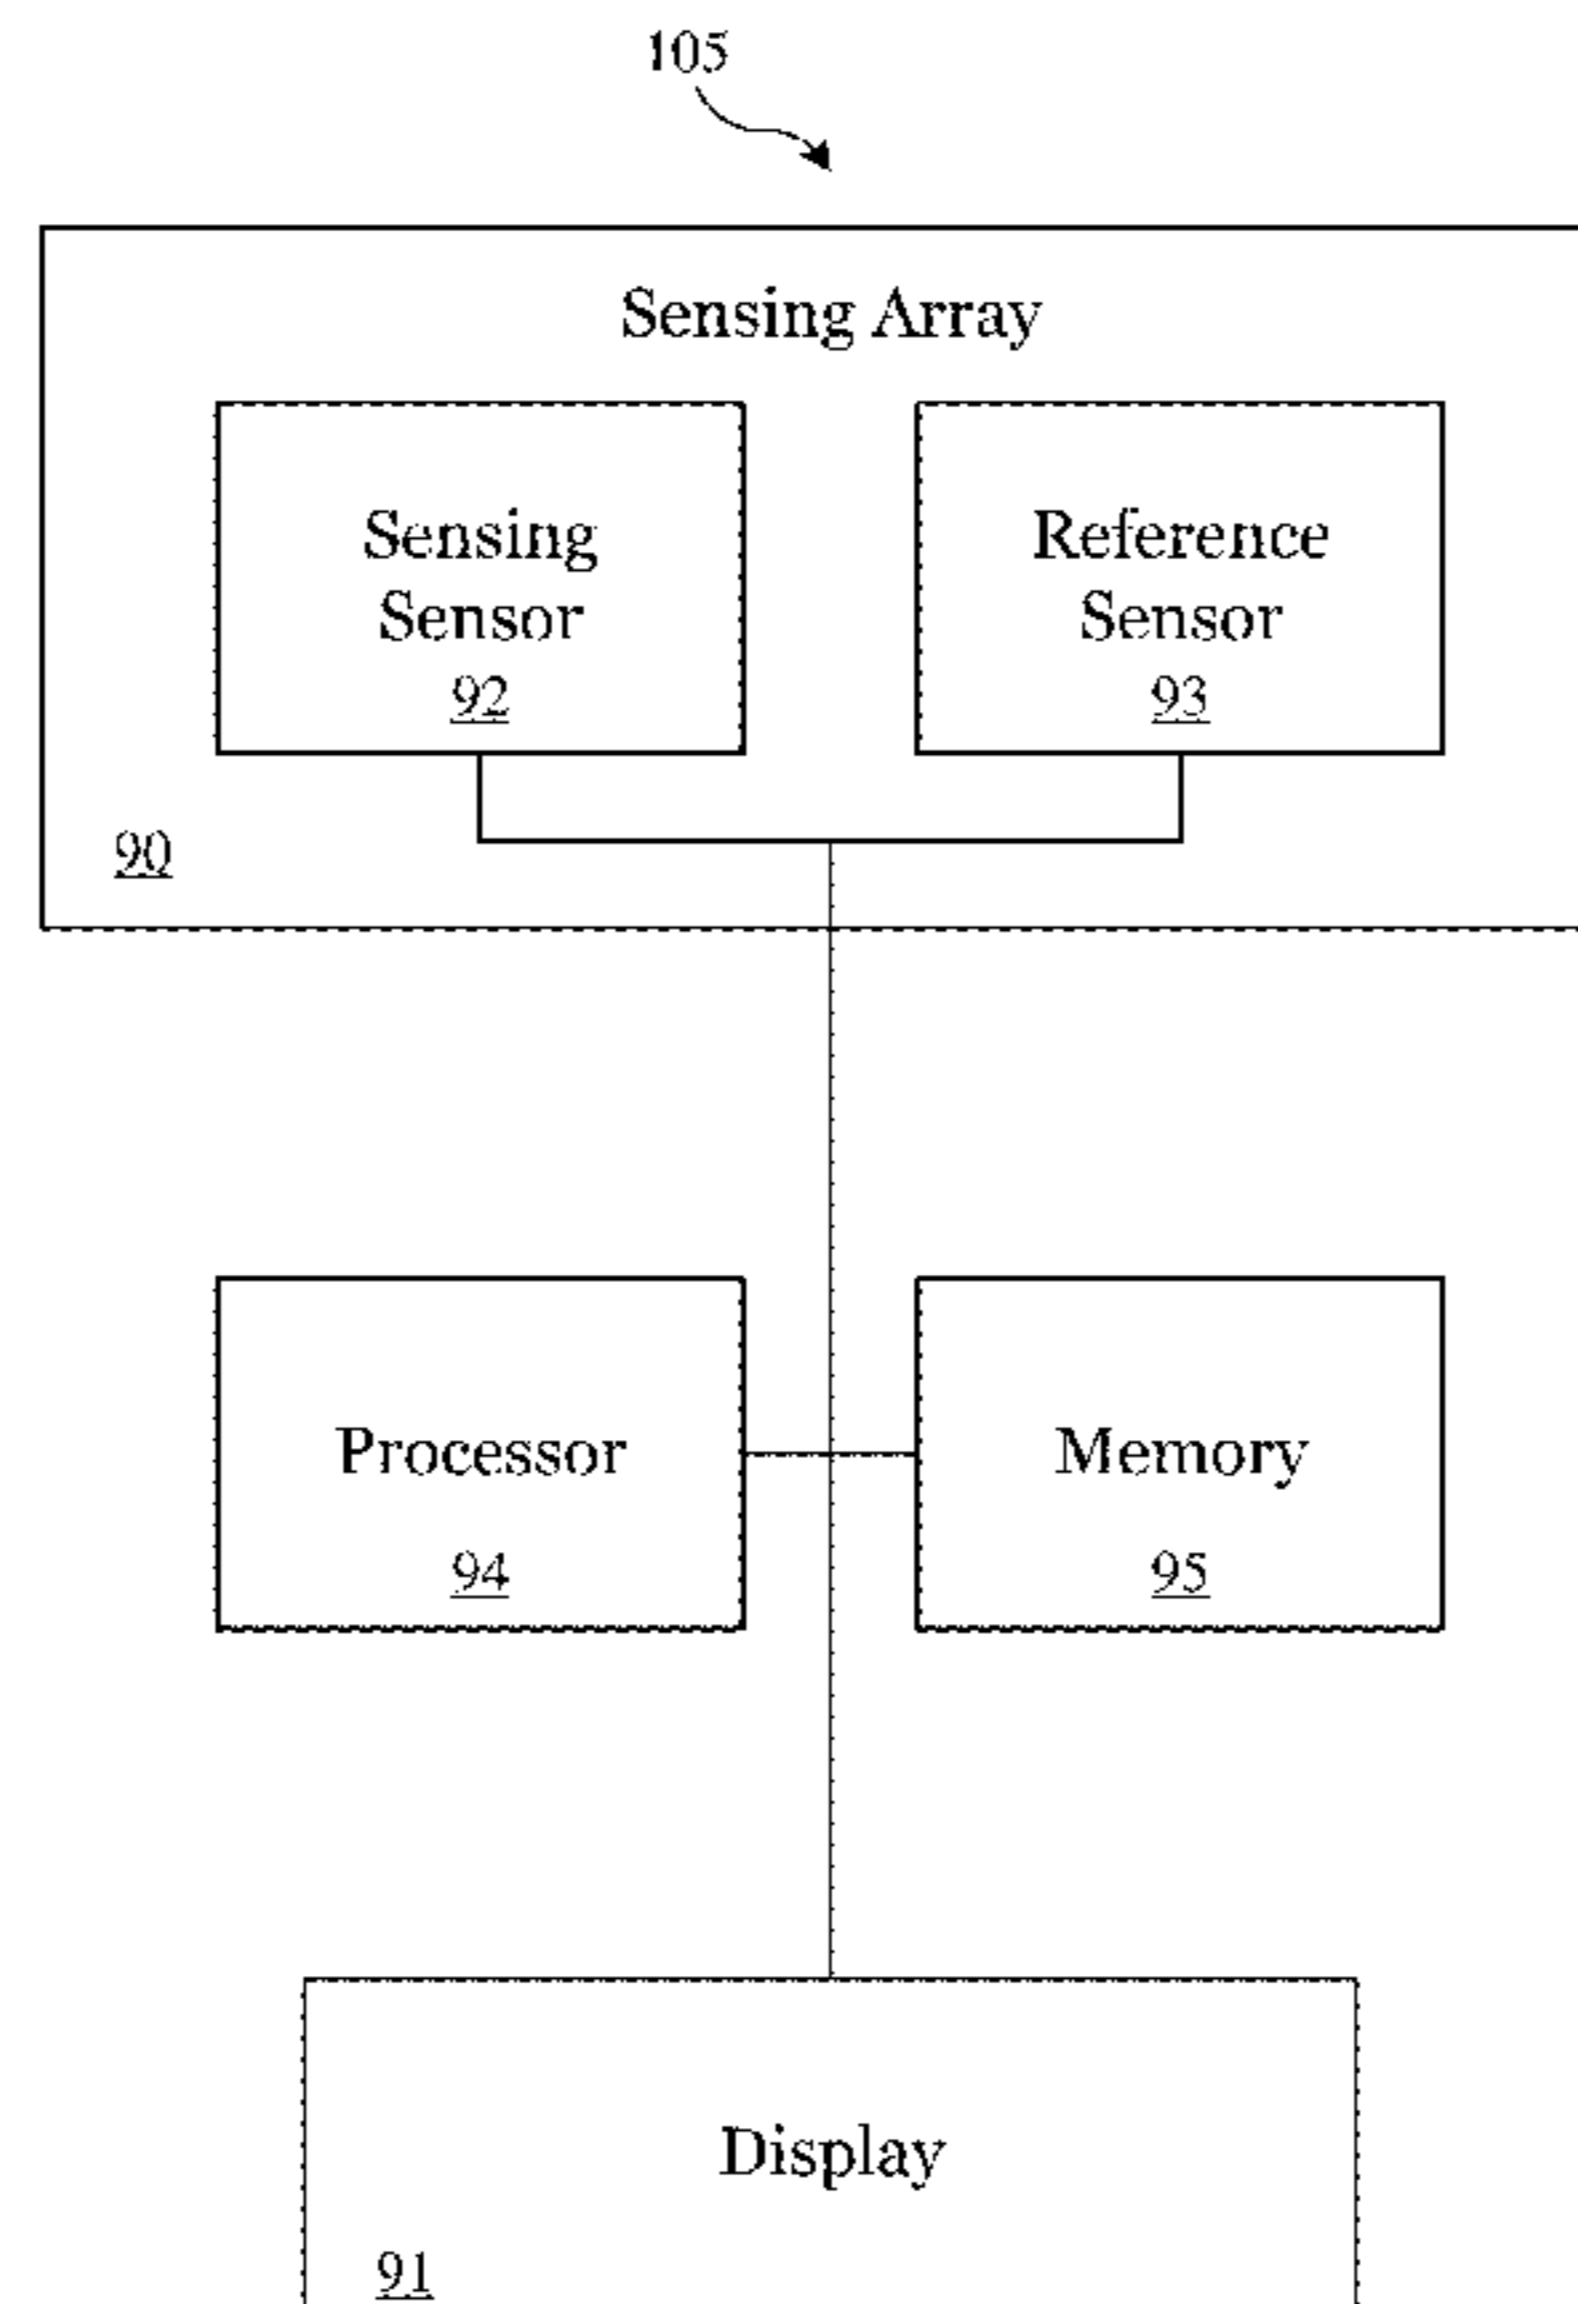 105
Sensing Array
Sensing
Sensor
92
Reference
Sensor
93
90
Processor
94
Memory
95
Display
91